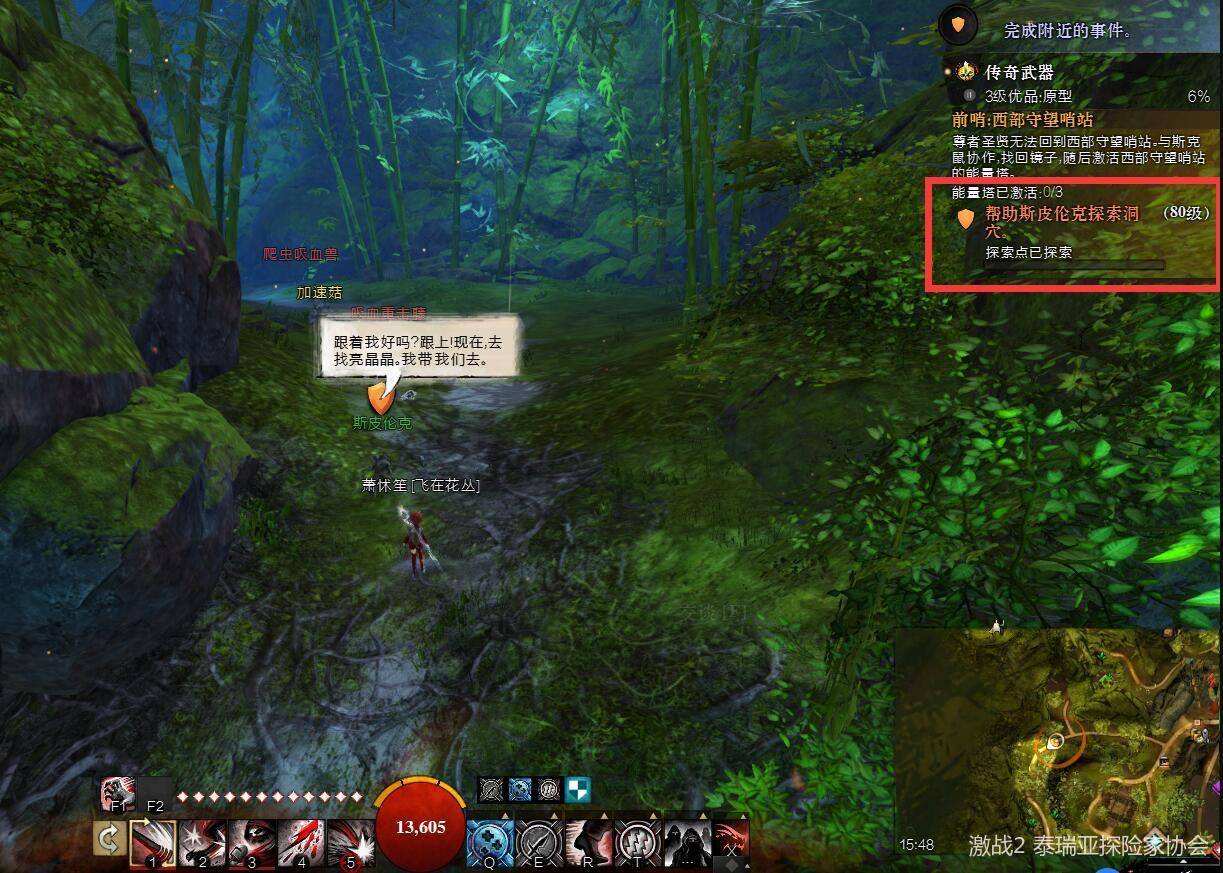 完成附近的事件。
传奇武器
3级优品:原型 6%
前哨:西部守望哨站
尊者圣贤无法回到西部守望哨站。与斯克
鼠协作,找回镜子,随后激活西部守望哨站
的能量塔。
能量塔已激活:0/3
帮助斯皮伦克探索洞 (80级)
穴。
探索点已探索
爬虫吸血兽
加速菇
跟着我好吗?跟上!现在,去
找亮晶晶。我带我们去。
斯皮伦克
萧休笙[飞在花丛]
F1 F2
13,605
1 2 3 4 5 Q E R T ... X
15:48
激战2 泰瑞亚探险家协会